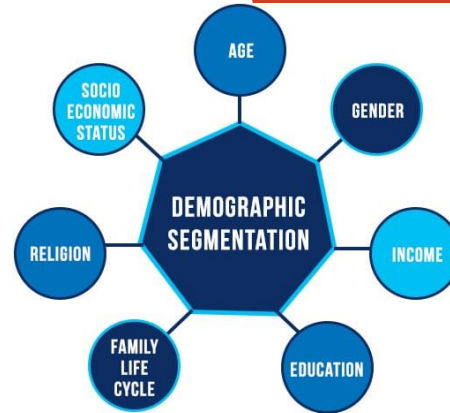 AGE
SOCIO
ECONOMIC
STATUS
GENDER
DEMOGRAPHIC
SEGMENTATION
RELIGION
INCOME
FAMILY
LIFE
CYCLE
EDUCATION